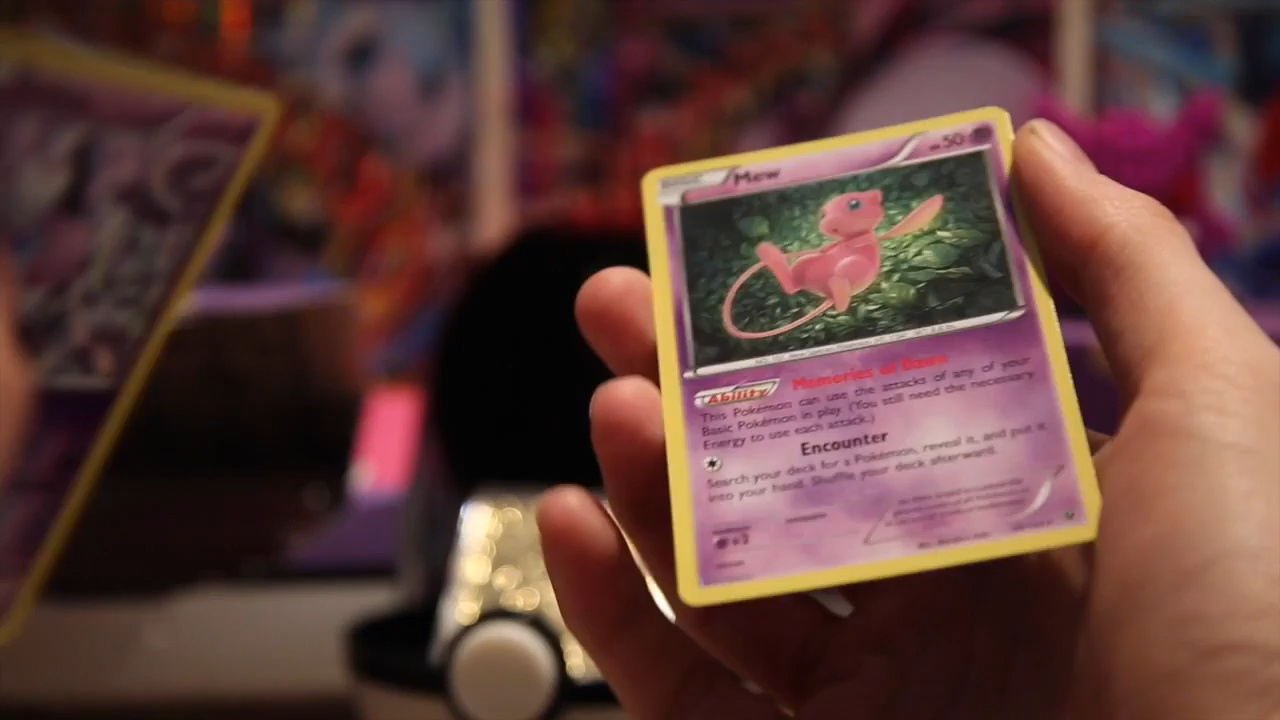 Mew
HP 50
Ability Memories of Dawn
This Pokémon can use the attacks of any of your
Basic Pokémon in play. (You still need the necessary
Energy to use each attack.)
Encounter
Search your deck for a Pokémon, reveal it, and put it
into your hand. Shuffle your deck afterward.